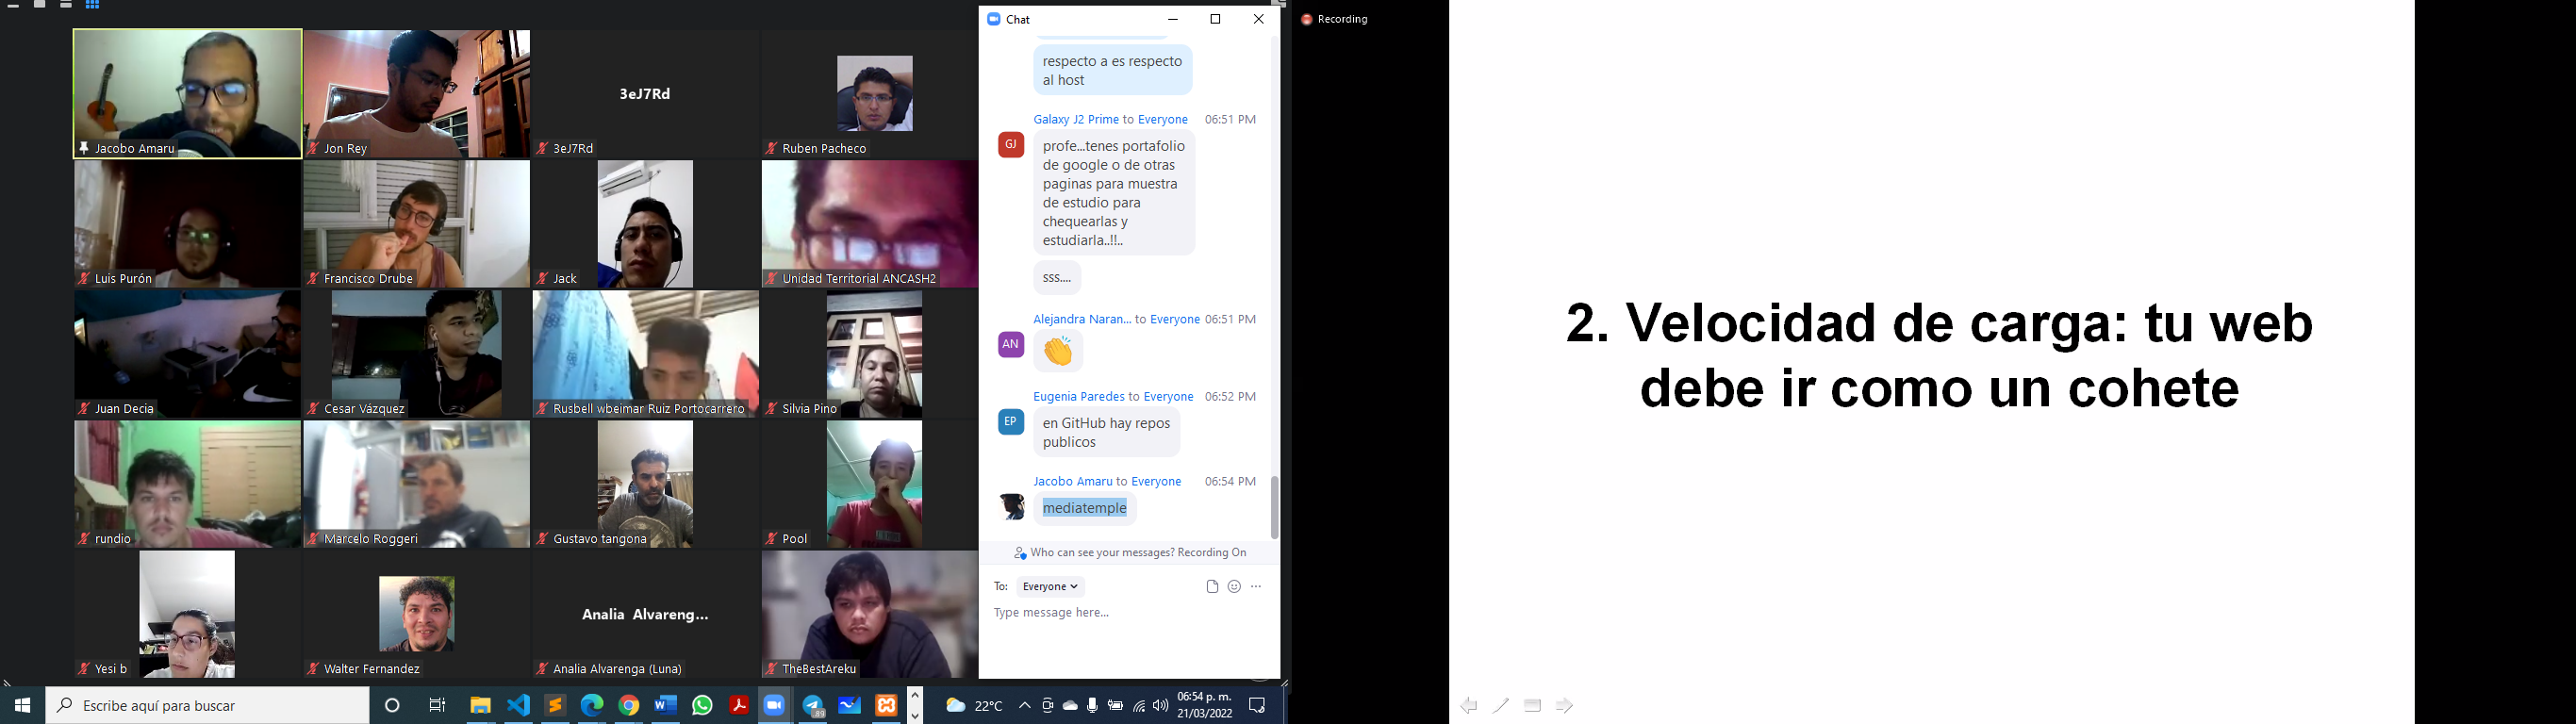 Jacobo Amaru
Jon Rey
3eJ7Rd
3eJ7Rd
Ruben Pacheco
Luis Purón
Francisco Drube
Jack
Unidad Territorial ANCASH2
Juan Decia
Cesar Vázquez
Rusbell wbeimar Ruiz Portocarrero
Silvia Pino
rundio
Marcelo Roggeri
Gustavo tangona
Pool
Yesi b
Walter Fernandez
Analia Alvareng...
Analia Alvarenga (Luna)
TheBestAreku
Chat
respecto a es respecto
al host
Galaxy J2 Prime to Everyone 06:51 PM
GJ
profe...tenes portafolio
de google o de otras
paginas para muestra
de estudio para
chequearlas y
estudiarla..!!..
sss....
Alejandra Naran... to Everyone 06:51 PM
AN
Eugenia Paredes to Everyone 06:52 PM
EP
en GitHub hay repos
publicos
Jacobo Amaru to Everyone 06:54 PM
mediatemple
Who can see your messages? Recording On
To: Everyone
Type message here...
Escribe aquí para buscar
89
22°C
06:54 p. m.
21/03/2022
Recording
2. Velocidad de carga: tu web
debe ir como un cohete